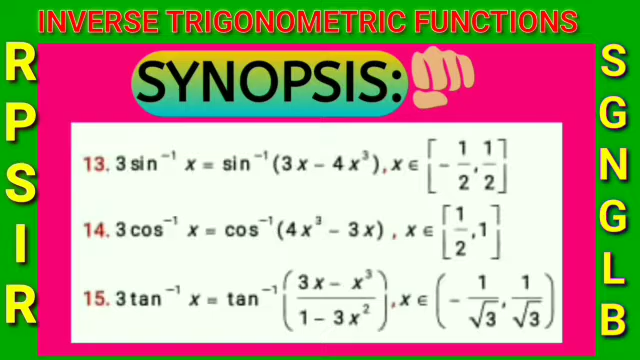 INVERSE TRIGONOMETRIC FUNCTIONS
R P S I R
SYNOPSIS:
13. 3 sin⁻¹ x = sin⁻¹ (3x – 4x³), x ∈ [–1/2, 1/2]
14. 3 cos⁻¹ x = cos⁻¹ (4x³ – 3x) , x ∈ [1/2, 1]
15. 3 tan⁻¹ x = tan⁻¹ ((3x – x³)/(1 – 3x²)), x ∈ (–1/√3, 1/√3)
S G N G L B